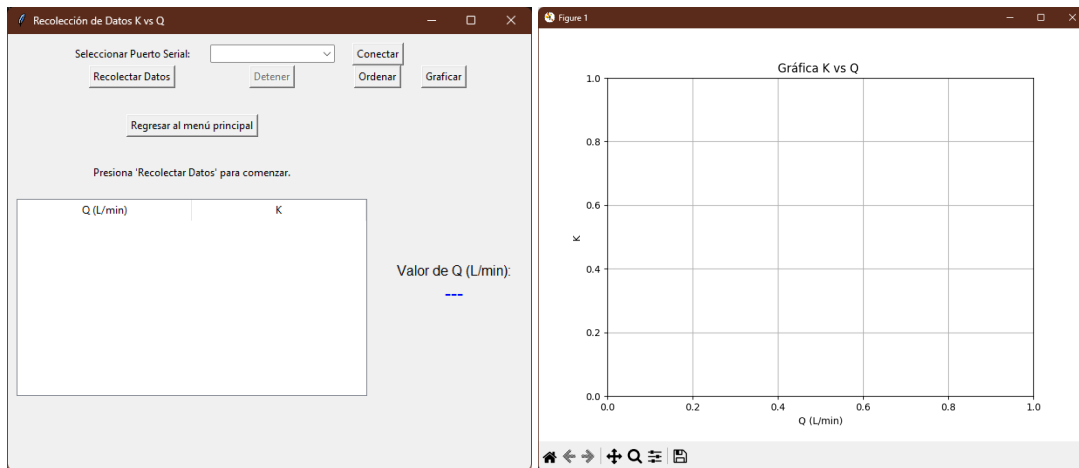 Recolección de Datos K vs Q
Seleccionar Puerto Serial:
Conectar
Recolectar Datos
Detener
Ordenar
Graficar
Regresar al menú principal
Presiona 'Recolectar Datos' para comenzar.
Q (L/min)
K
Valor de Q (L/min):
---
Figure 1
Gráfica K vs Q
1.0
0.8
0.6
0.4
0.2
0.0
K
0.0
0.2
0.4
0.6
0.8
1.0
Q (L/min)